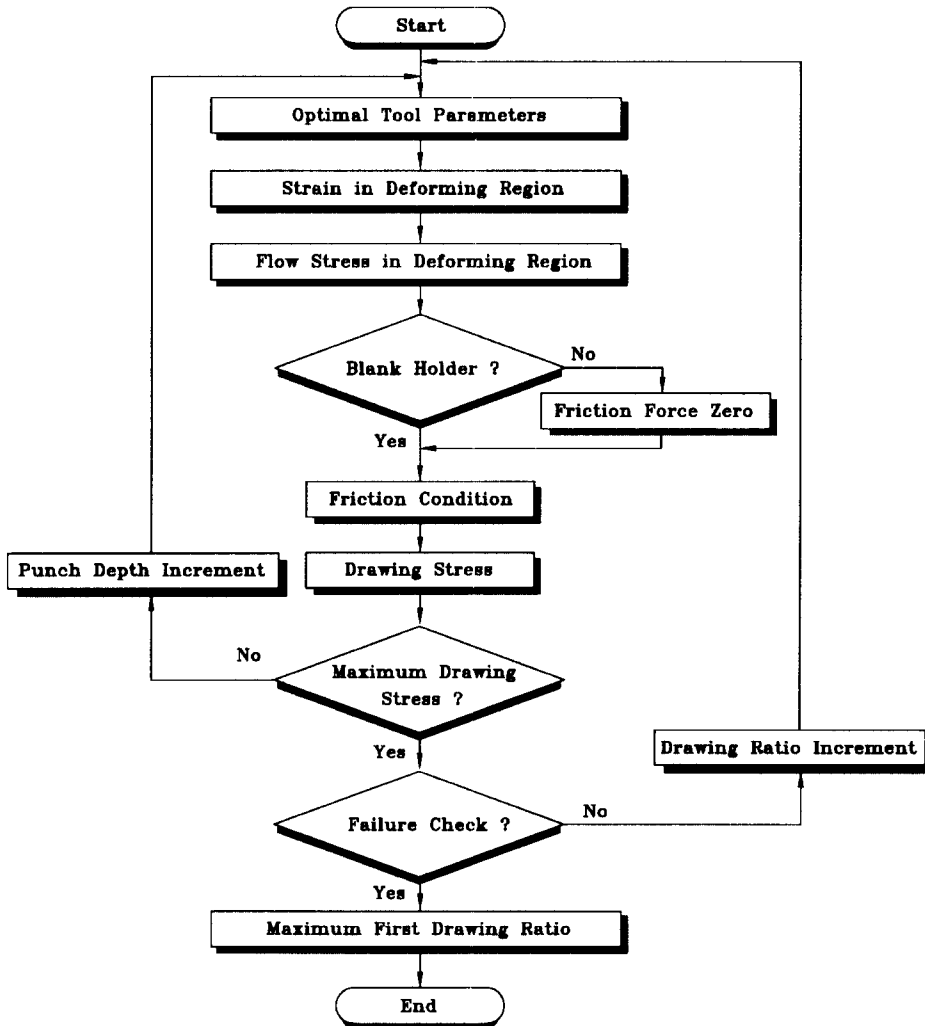 Start
Optimal Tool Parameters
Strain in Deforming Region
Flow Stress in Deforming Region
Blank Holder ?
No
Friction Force Zero
Yes
Friction Condition
Punch Depth Increment
Drawing Stress
No
Maximum Drawing
Stress ?
Yes
Drawing Ratio Increment
Failure Check ?
No
Yes
Maximum First Drawing Ratio
End